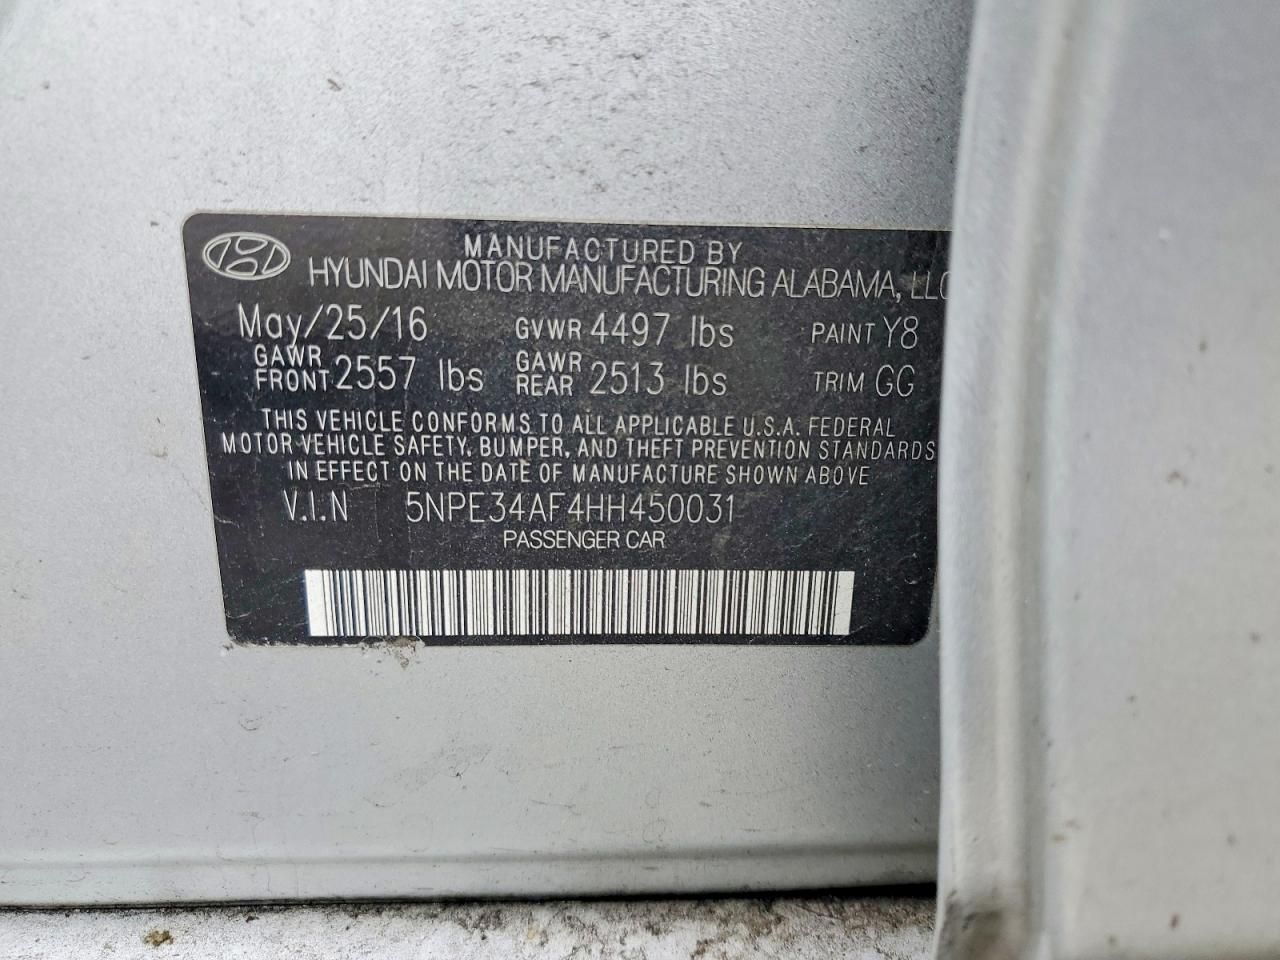 MANUFACTURED BY
HYUNDAI MOTOR MANUFACTURING ALABAMA, LLC
May/25/16 GVWR 4497 lbs PAINT Y8
GAWR FRONT 2557 lbs GAWR REAR 2513 lbs TRIM GG
THIS VEHICLE CONFORMS TO ALL APPLICABLE U.S.A. FEDERAL
MOTOR VEHICLE SAFETY, BUMPER, AND THEFT PREVENTION STANDARDS
IN EFFECT ON THE DATE OF MANUFACTURE SHOWN ABOVE
V.I.N 5NPE34AF4HH450031
PASSENGER CAR